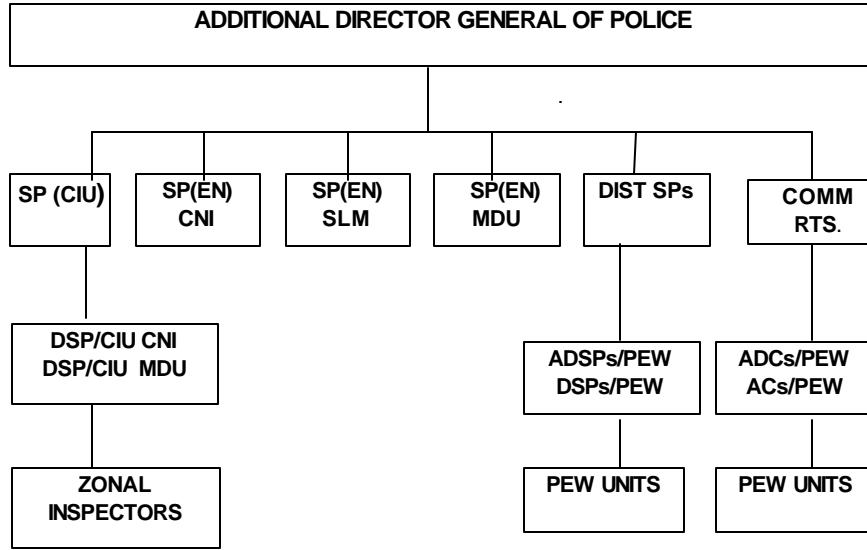 ADDITIONAL DIRECTOR GENERAL OF POLICE
.
SP (CIU)
SP(EN)
CNI
SP(EN)
SLM
SP(EN)
MDU
DIST SPs
COMM
RTS.
DSP/CIU CNI
DSP/CIU MDU
ADSPs/PEW
DSPs/PEW
ADCs/PEW
ACs/PEW
ZONAL
INSPECTORS
PEW UNITS
PEW UNITS